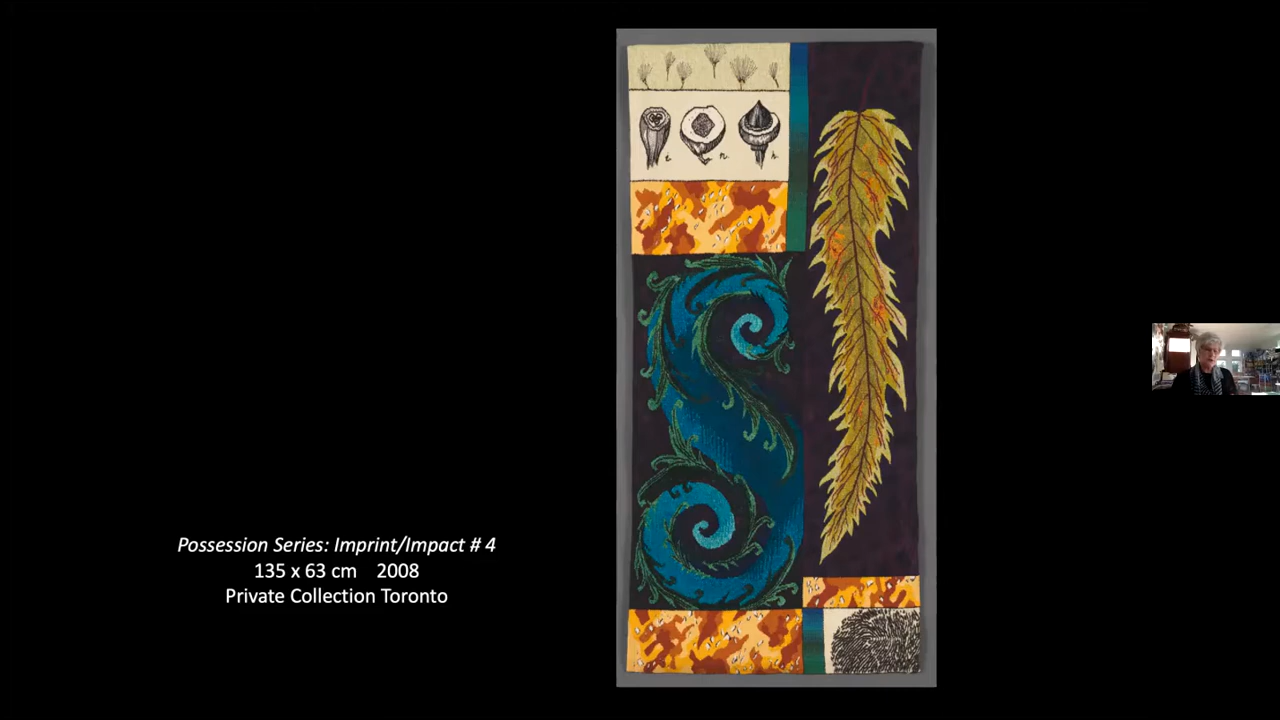 i n s
Possession Series: Imprint/Impact # 4
135 x 63 cm 2008
Private Collection Toronto